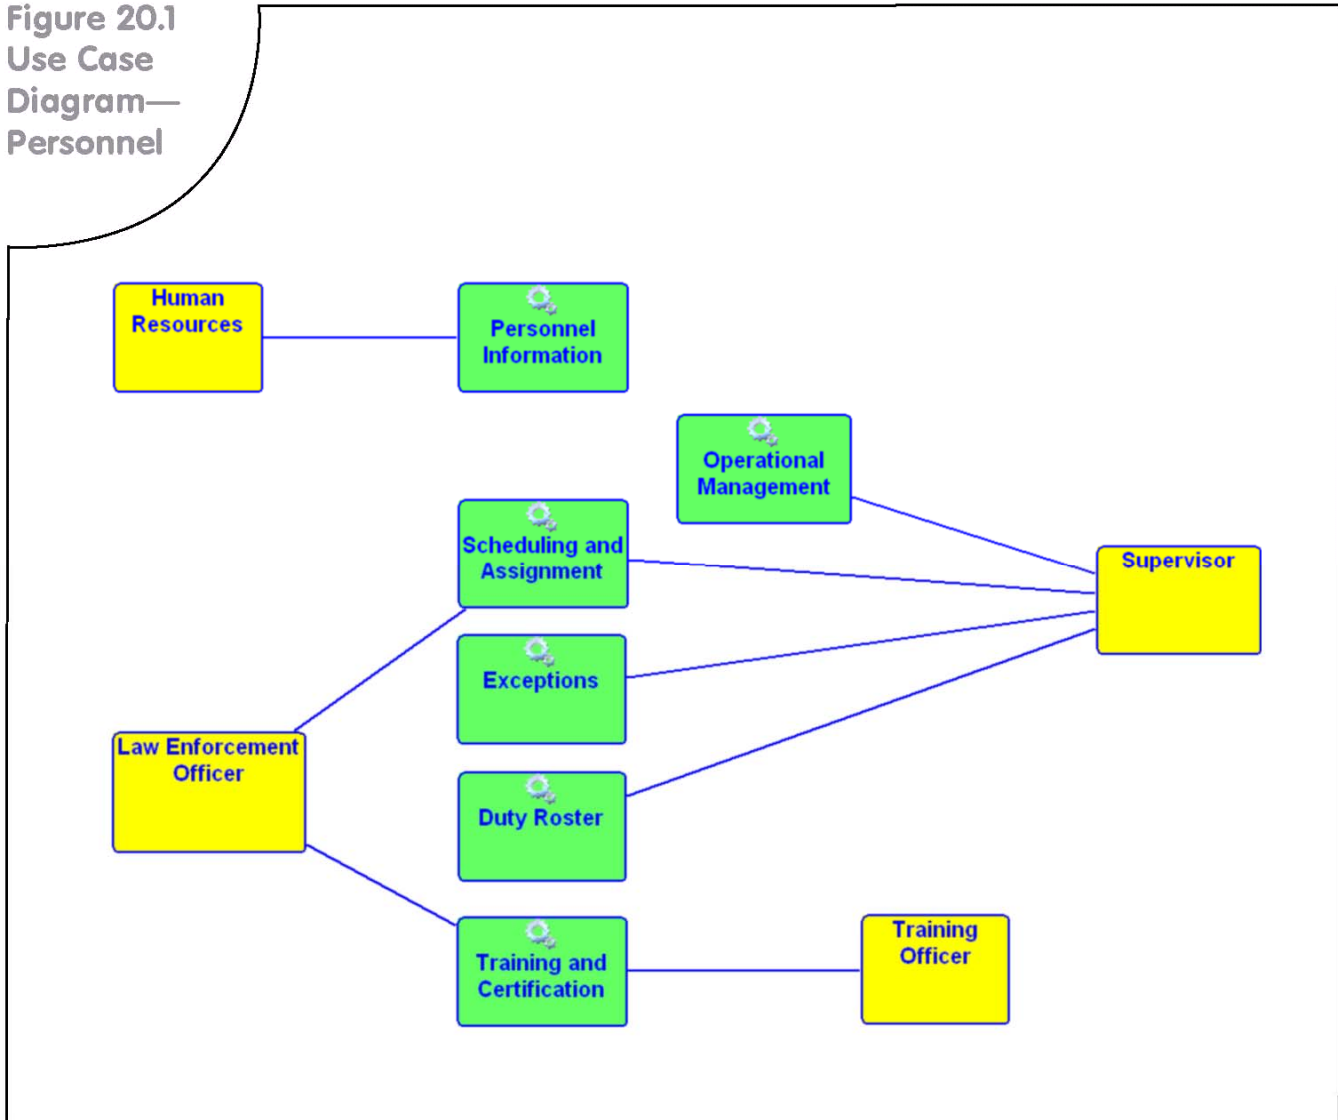 Figure 20.1
Use Case
Diagram—
Personnel
Human
Resources
Personnel
Information
Operational
Management
Scheduling and
Assignment
Supervisor
Exceptions
Law Enforcement
Officer
Duty Roster
Training and
Certification
Training
Officer